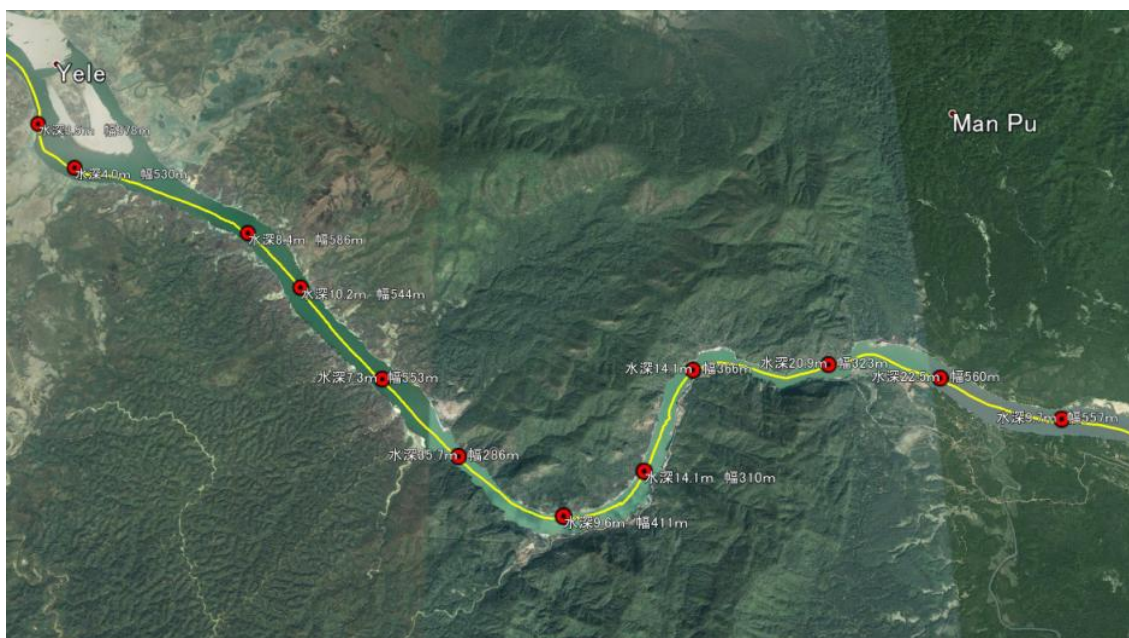 Yele
Man Pu
水深4.0m 幅530m
水深8.4m 幅586m
水深10.2m 幅544m
水深7.3m 幅553m
水深35.7m 幅286m
水深9.6m 幅411m
水深14.1m 幅310m
水深14.1m 幅366m
水深20.9m 幅323m
水深22.5m 幅560m
水深9.7m 幅557m